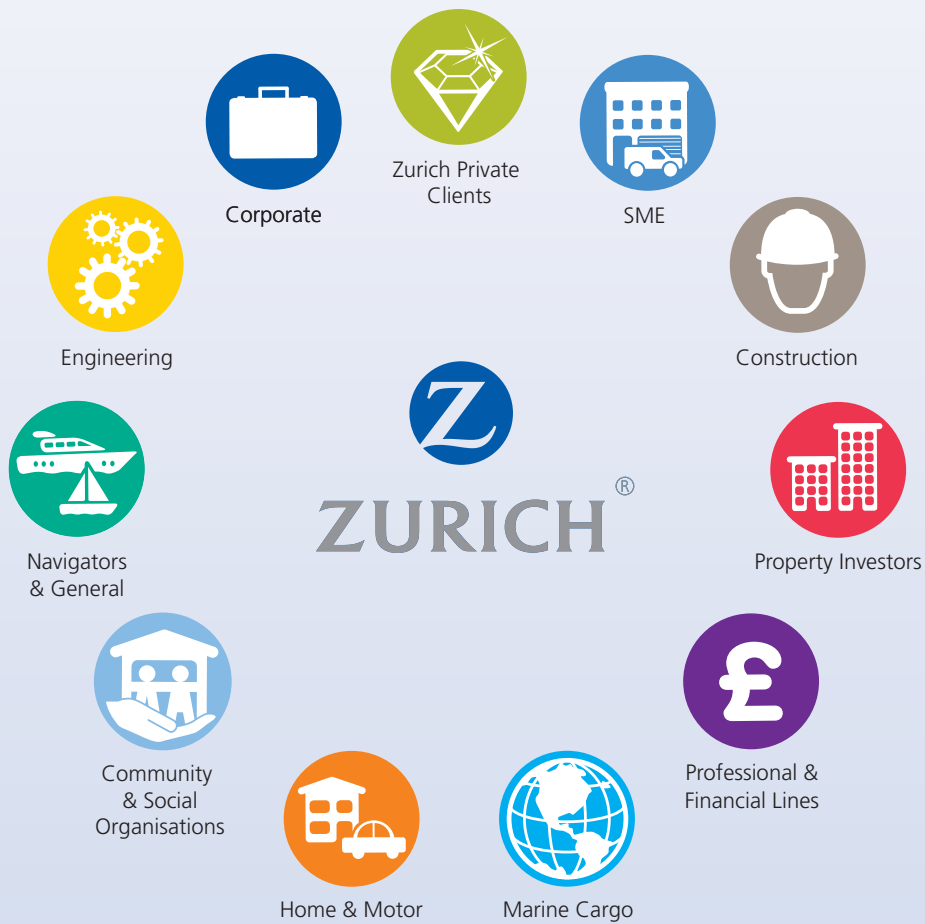 Zurich Private
Clients
Corporate
SME
Engineering
Construction
Z
ZURICH®
Navigators
& General
Property Investors
Community
& Social
Organisations
£
Professional &
Financial Lines
Home & Motor
Marine Cargo